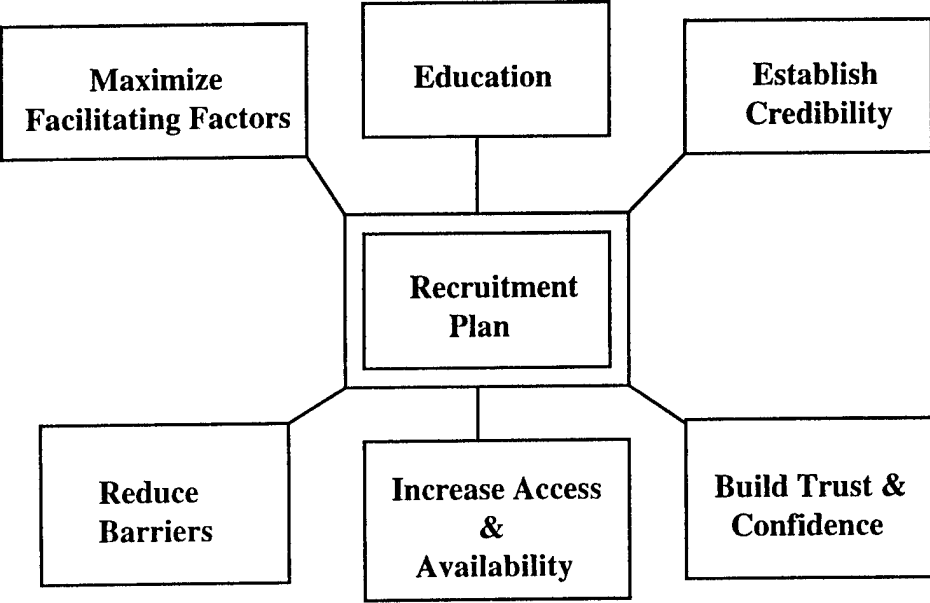 Maximize
Facilitating Factors
Education
Establish
Credibility
Recruitment
Plan
Reduce
Barriers
Increase Access
&
Availability
Build Trust &
Confidence